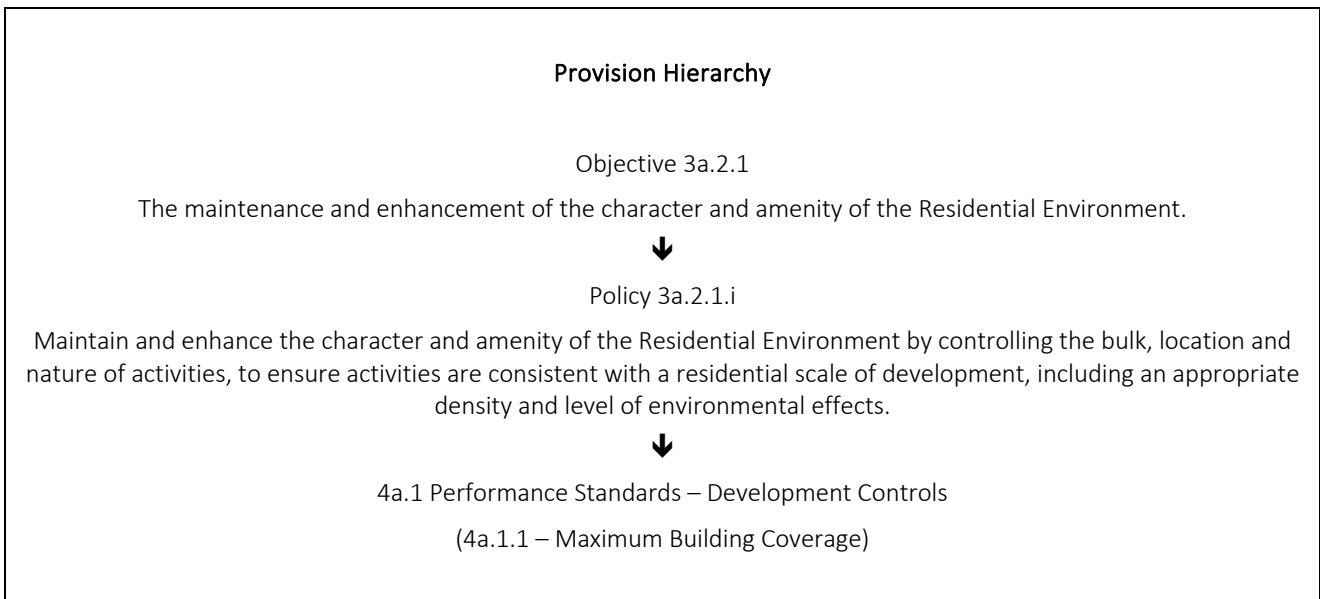 Provision Hierarchy
Objective 3a.2.1
The maintenance and enhancement of the character and amenity of the Residential Environment.
🡻
Policy 3a.2.1.i
Maintain and enhance the character and amenity of the Residential Environment by controlling the bulk, location and
nature of activities, to ensure activities are consistent with a residential scale of development, including an appropriate
density and level of environmental effects.
🡻
4a.1 Performance Standards – Development Controls
(4a.1.1 – Maximum Building Coverage)